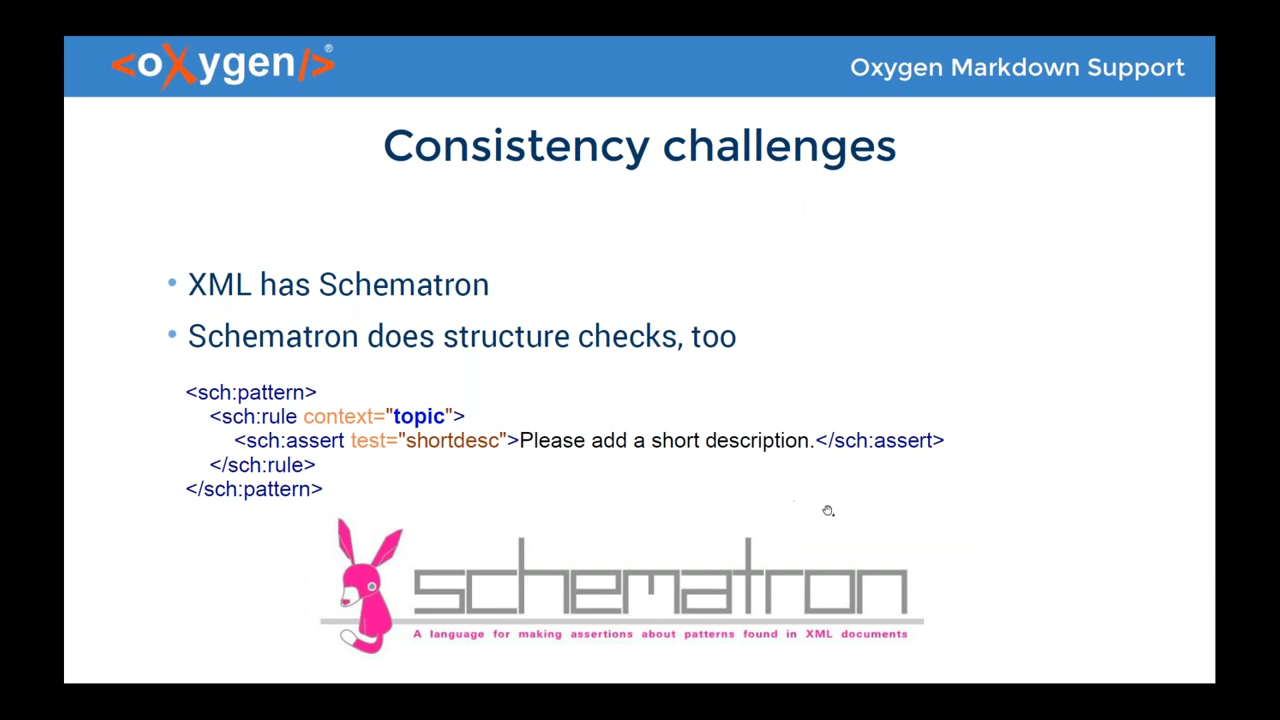 <oXygen/>®
Oxygen Markdown Support
Consistency challenges
• XML has Schematron
• Schematron does structure checks, too
<sch:pattern>
<sch:rule context="topic">
<sch:assert test="shortdesc">Please add a short description.</sch:assert>
</sch:rule>
</sch:pattern>
schematron
A language for making assertions about patterns found in XML documents